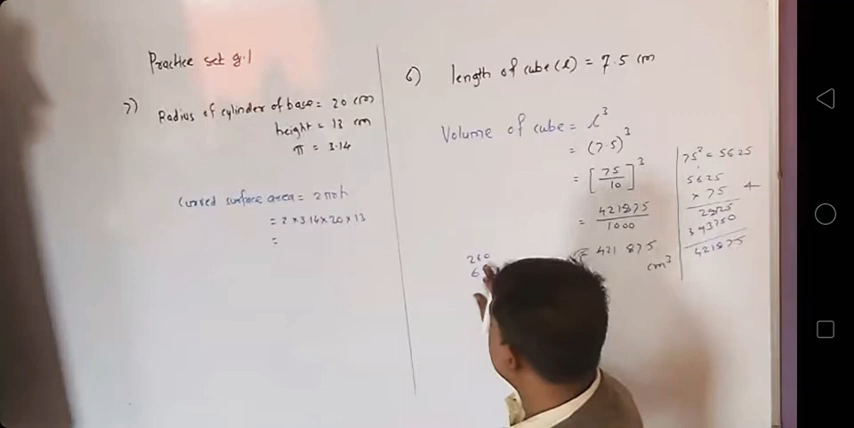 Practice set 9.1
7) Radius of cylinder of base = 20 cm
height = 13 cm
π = 3.14
Curved surface area = 2πrh
= 2 × 3.14 × 20 × 13
=
6) length of cube (l) = 7.5 cm
Volume of cube = l³
= (7.5)³
= [75/10]³
= 421875/1000
= 421 875 cm³
75² = 5625
5625
× 75
393750
421875
260